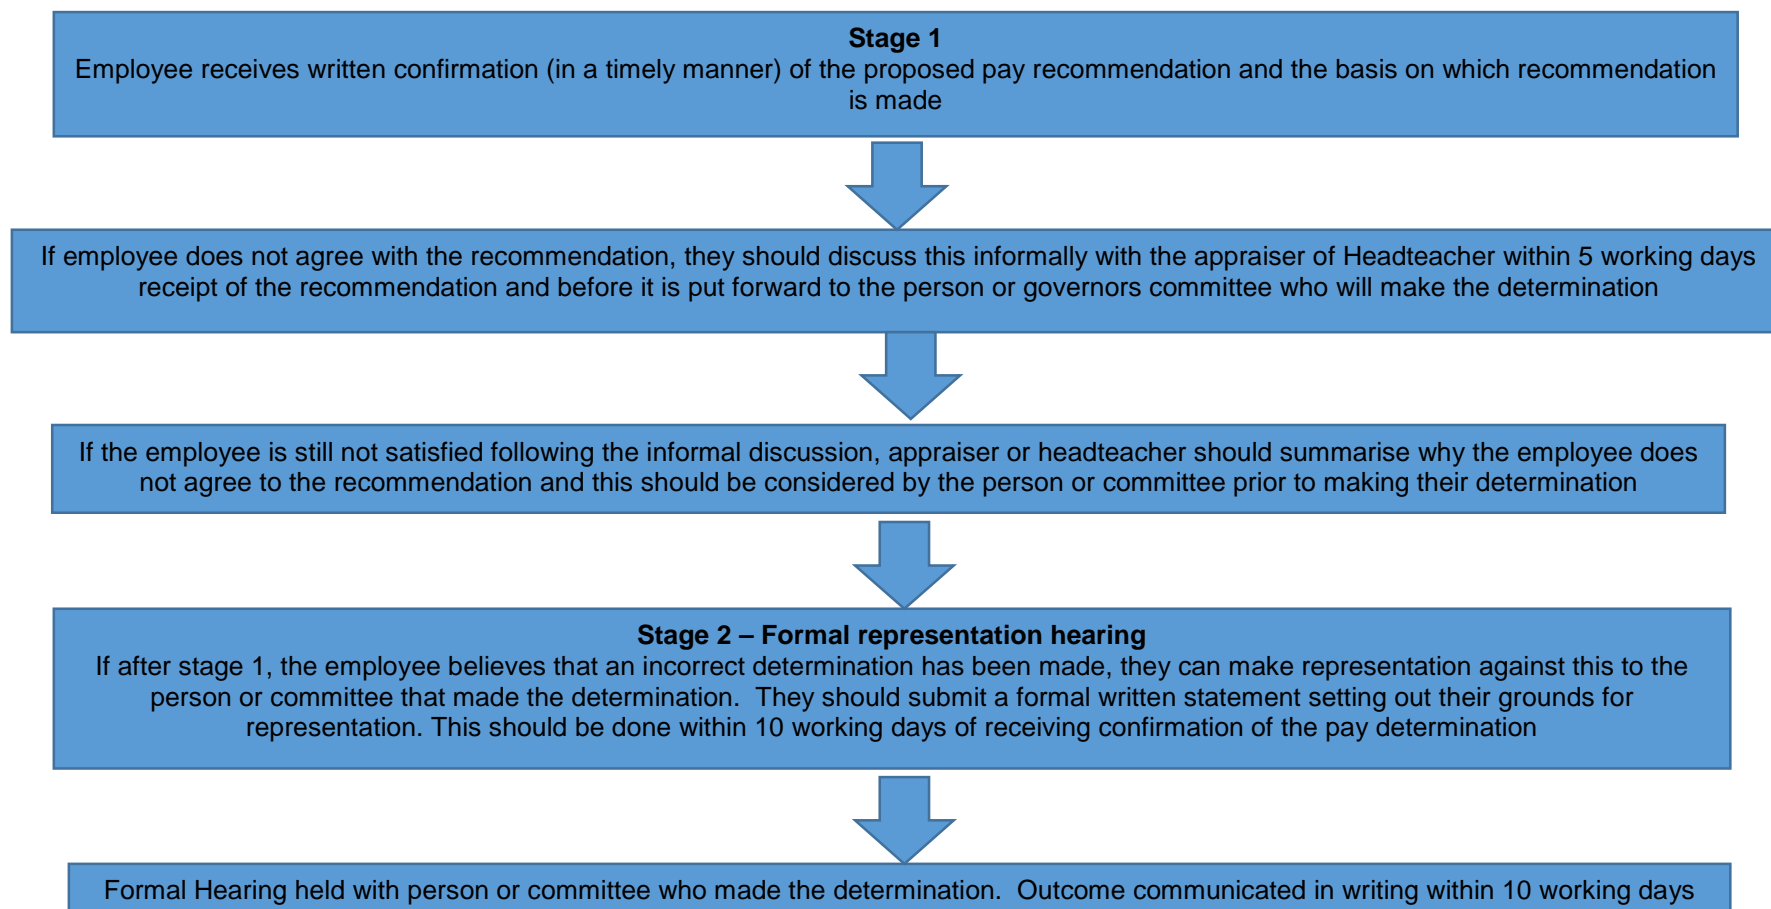 Stage 1
Employee receives written confirmation (in a timely manner) of the proposed pay recommendation and the basis on which recommendation
is made
If employee does not agree with the recommendation, they should discuss this informally with the appraiser of Headteacher within 5 working days
receipt of the recommendation and before it is put forward to the person or governors committee who will make the determination
If the employee is still not satisfied following the informal discussion, appraiser or headteacher should summarise why the employee does
not agree to the recommendation and this should be considered by the person or committee prior to making their determination
Stage 2 – Formal representation hearing
If after stage 1, the employee believes that an incorrect determination has been made, they can make representation against this to the
person or committee that made the determination.  They should submit a formal written statement setting out their grounds for
representation. This should be done within 10 working days of receiving confirmation of the pay determination
Formal Hearing held with person or committee who made the determination.  Outcome communicated in writing within 10 working days